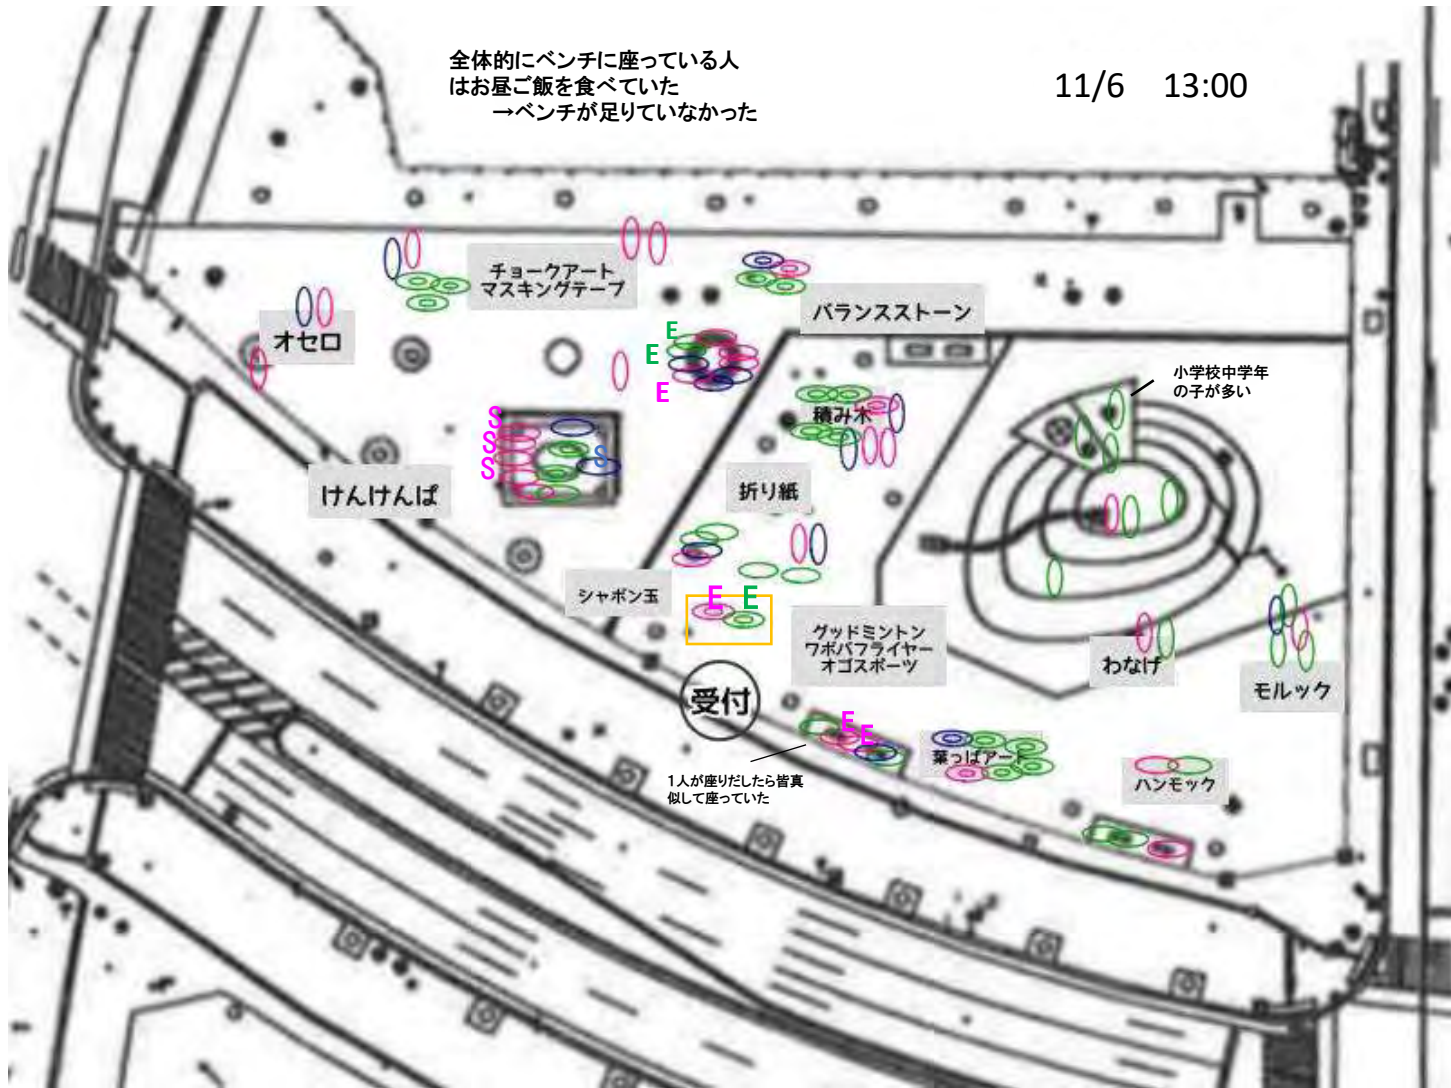 全体的にベンチに座っている人
はお昼ご飯を食べていた
→ベンチが足りていなかった
11/6 13:00
チョークアート
マスキングテープ
バランスストーン
オセロ
E
E
E
小学校中学年
の子が多い
積み木
S
S
S
S
けんけんぱ
折り紙
シャボン玉
E E
グッドミントン
ワボバフライヤー
オゴスポーツ
わなげ
モルック
受付
E
E
葉っぱアート
ハンモック
1人が座りだしたら皆真
似して座っていた